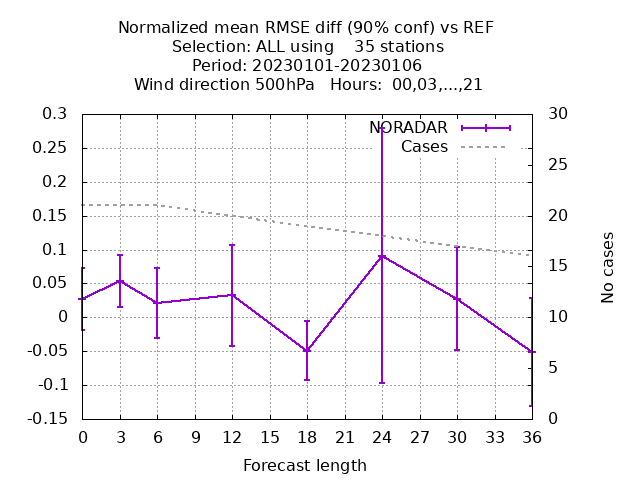 Normalized mean RMSE diff (90% conf) vs REF
Selection: ALL using    35 stations
Period: 20230101-20230106
Wind direction 500hPa   Hours:  00,03,...,21
NORADAR
Cases
0.3
0.25
0.2
0.15
0.1
0.05
0
-0.05
-0.1
-0.15
30
25
20
15
10
5
0
No cases
0 3 6 9 12 15 18 21 24 27 30 33 36
Forecast length